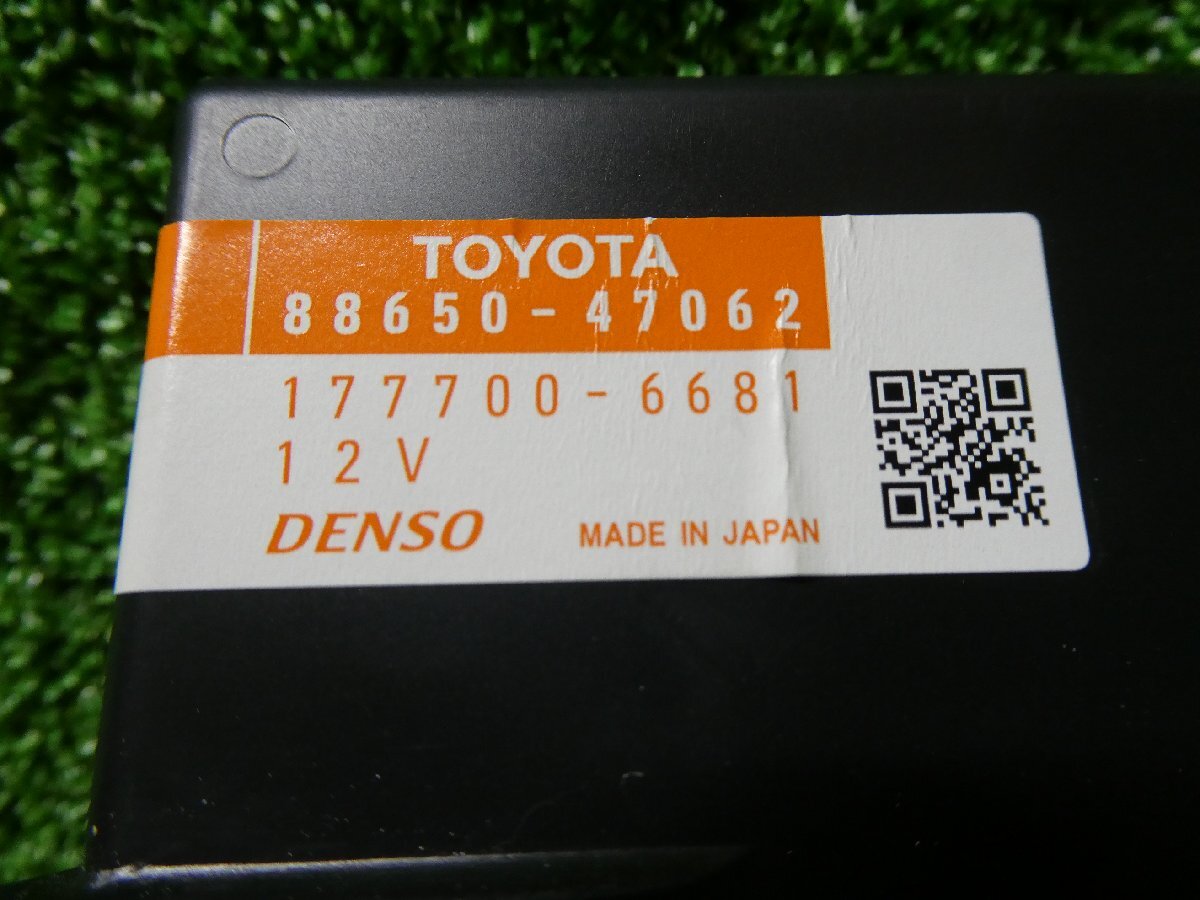 TOYOTA
88650-47062
177700-6681
12V
DENSO MADE IN JAPAN